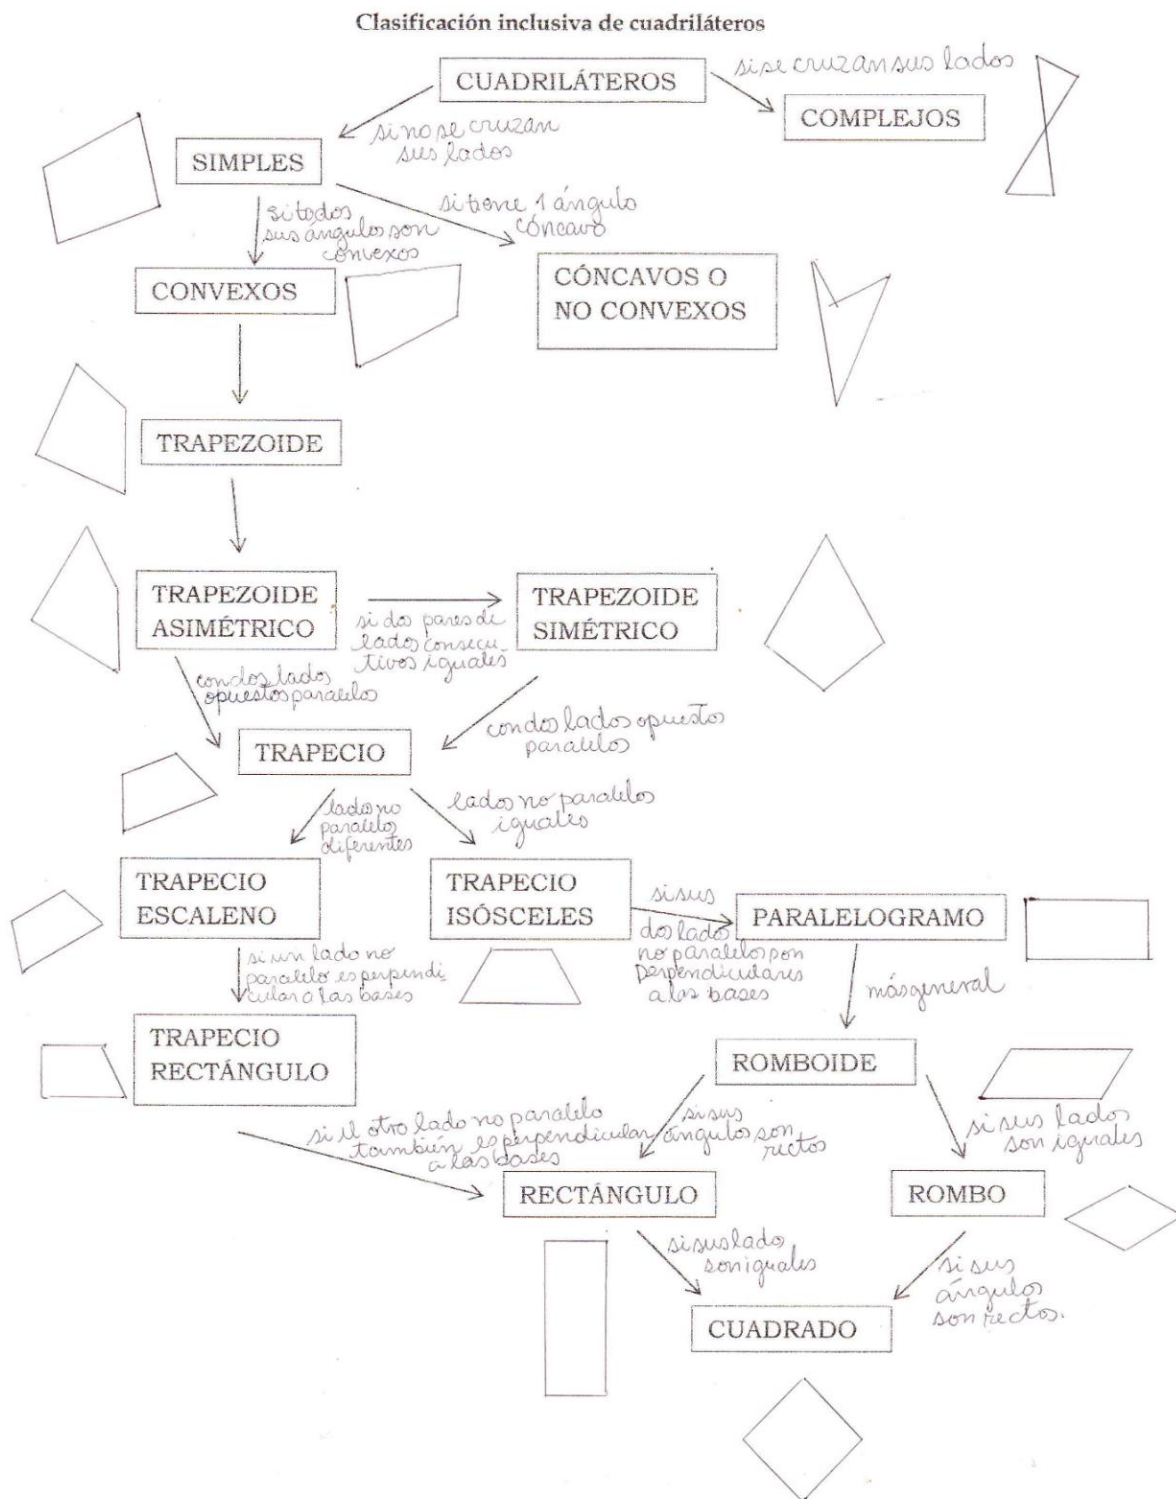 Clasificación inclusiva de cuadriláteros
CUADRILÁTEROS
si se cruzan sus lados
COMPLEJOS
si no se cruzan
sus lados
SIMPLES
si todos
sus ángulos son
convexos
si tiene 1 ángulo
cóncavo
CONVEXOS
CÓNCAVOS O
NO CONVEXOS
TRAPEZOIDE
TRAPEZOIDE
ASIMÉTRICO
si dos pares de
lados consecu-
tivos iguales
TRAPEZOIDE
SIMÉTRICO
con dos lados
opuestos paralelos
con dos lados opuestos
paralelos
TRAPECIO
lados no
paralelos
diferentes
lados no paralelos
iguales
TRAPECIO
ESCALENO
TRAPECIO
ISÓSCELES
si sus
dos lados
no paralelos son
perpendiculares
a las bases
PARALELOGRAMO
si un lado no
paralelo es perpendi-
cular a las bases
más general
TRAPECIO
RECTÁNGULO
ROMBOIDE
si el otro lado no paralelo
también es perpendicular
a las bases
si sus
ángulos son
rectos
si sus lados
son iguales
RECTÁNGULO
ROMBO
si sus lado
son iguales
si sus
ángulos
son rectos.
CUADRADO